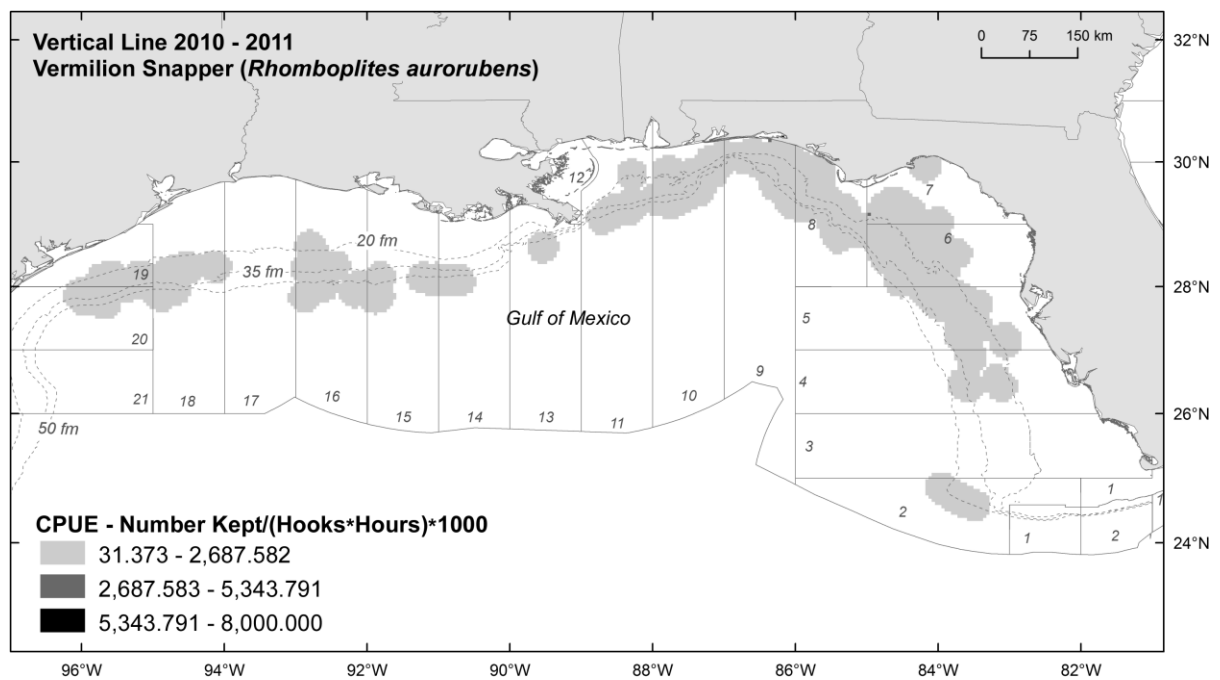 Vertical Line 2010 - 2011
Vermilion Snapper (Rhomboplites aurorubens)
0 75 150 km
32°N
30°N
28°N
26°N
24°N
12
7
8
6
20 fm
19
35 fm
Gulf of Mexico
5
20
9
4
10
21
18
17
16
15
14
13
11
50 fm
3
1
1
2
1
2
CPUE - Number Kept/(Hooks*Hours)*1000
31.373 - 2,687.582
2,687.583 - 5,343.791
5,343.791 - 8,000.000
96°W 94°W 92°W 90°W 88°W 86°W 84°W 82°W